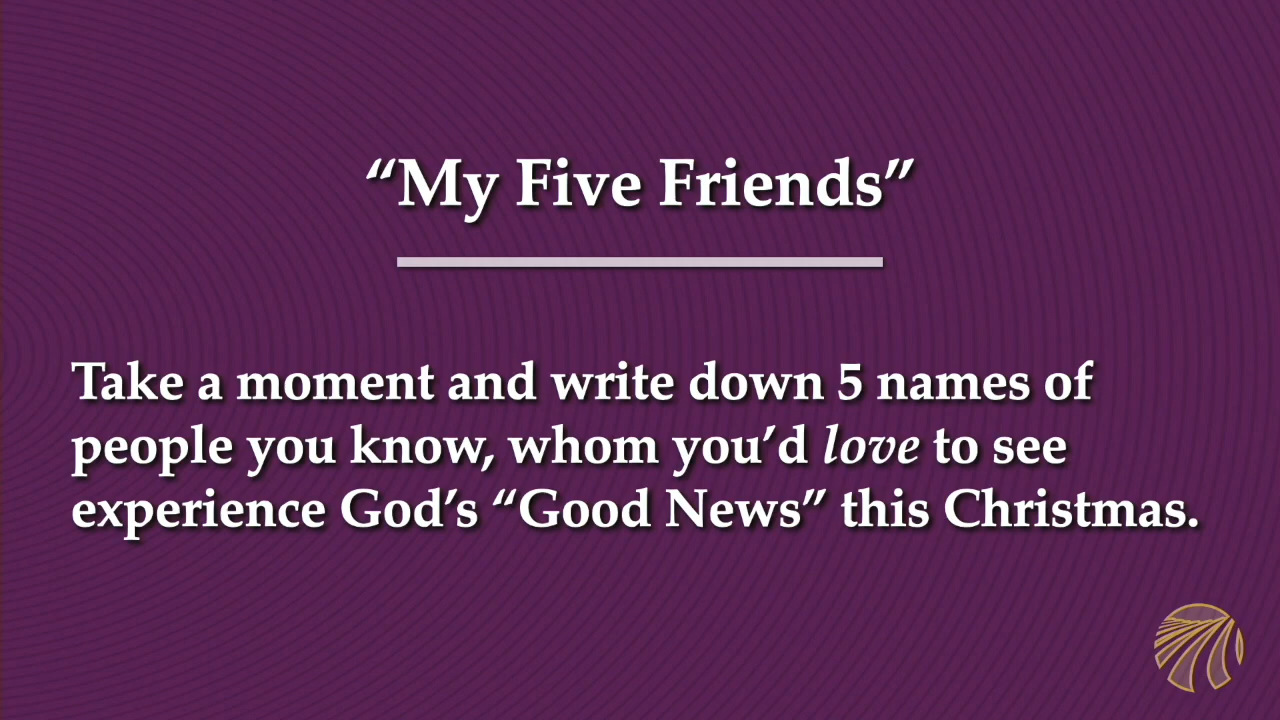 “My Five Friends”
Take a moment and write down 5 names of
people you know, whom you’d love to see
experience God’s “Good News” this Christmas.